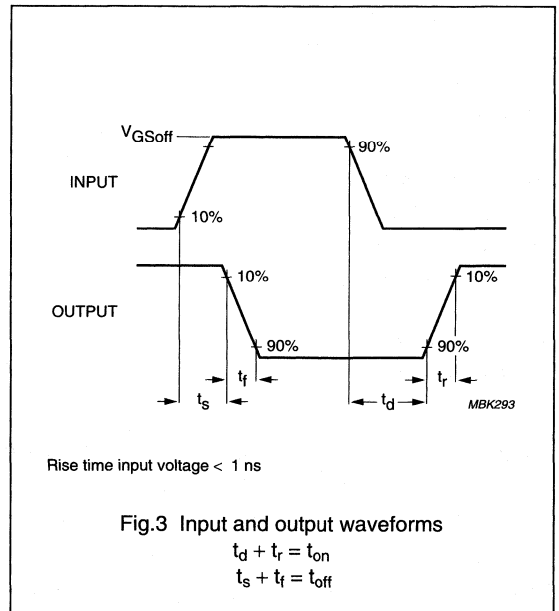 VGSoff
90%
INPUT
10%
10%
10%
OUTPUT
90%
90%
tf
tr
ts
td
MBK293
Rise time input voltage < 1 ns
Fig.3 Input and output waveforms
td + tr = ton
ts + tf = toff